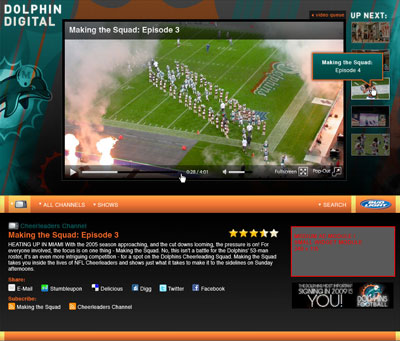 DOLPHIN
DIGITAL
video queue
UP NEXT:
Making the Squad: Episode 3
Making the Squad:
Episode 4
0:28 / 4:01
Fullscreen
Pop-Out
ALL CHANNELS
SHOWS
SEARCH
BUD LIGHT
Cheerleaders Channel
Making the Squad: Episode 3
HEATING UP IN MIAMI With the 2005 season approaching, and the cut downs looming, the pressure is on! For
everyone involved, the focus is on one thing - Making the Squad. No, this isn't a battle for the Dolphins' 53-man
roster, it's an even more intriguing competition - for a spot on the Dolphins Cheerleading Squad. Making the Squad
takes you inside the lives of NFL Cheerleaders and shows just what it takes to make it to the sidelines on Sunday
afternoons.
Share:
E-Mail
Stumbleupon
Delicious
Digg
Twitter
Facebook
Subscribe:
Making the Squad
Cheerleaders Channel
THE DOLPHINS MOST IMPORTANT
SIGNING IN 2009 IS
YOU!
DOLPHINS
FOOTBALL